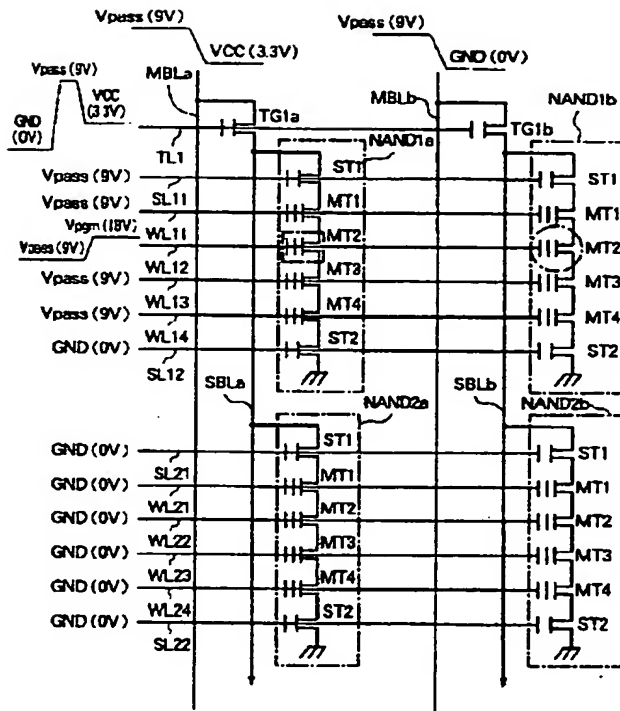 Vpass(9V)
VCC(3.3V)
Vpass(9V)
GND(0V)
Vpass(9V)
VCC
(3.3V)
GND
(0V)
MBLa
TG1a
MBLb
TG1b
NAND1b
TL1
NAND1a
Vpass(9V)
ST1
ST1
SL11
Vpass(9V)
MT1
MT1
Vpgm(18V)
WL11
MT2
MT2
Vpass(9V)
WL12
Vpass(9V)
MT3
MT3
WL13
Vpass(9V)
MT4
MT4
WL14
GND(0V)
ST2
ST2
SL12
SBLa
NAND2a
SBLb
NAND2b
GND(0V)
ST1
ST1
SL21
GND(0V)
MT1
MT1
WL21
GND(0V)
MT2
MT2
WL22
GND(0V)
MT3
MT3
WL23
GND(0V)
MT4
MT4
WL24
GND(0V)
ST2
ST2
SL22